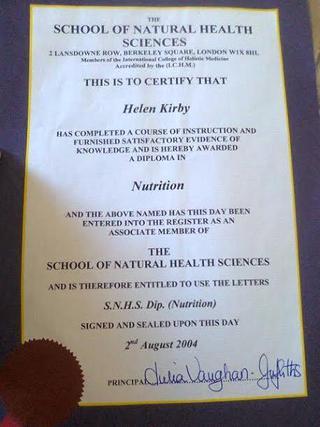 THE
SCHOOL OF NATURAL HEALTH
SCIENCES
2 LANSDOWNE ROW, BERKELEY SQUARE, LONDON W1X 8HL
Members of the International College of Holistic Medicine
Accredited by the (I.C.H.M.)
THIS IS TO CERTIFY THAT
Helen Kirby
HAS COMPLETED A COURSE OF INSTRUCTION AND
FURNISHED SATISFACTORY EVIDENCE OF
KNOWLEDGE AND IS HEREBY AWARDED
A DIPLOMA IN
Nutrition
AND THE ABOVE NAMED HAS THIS DAY BEEN
ENTERED INTO THE REGISTER AS AN
ASSOCIATE MEMBER OF
THE
SCHOOL OF NATURAL HEALTH SCIENCES
AND IS THEREFORE ENTITLED TO USE THE LETTERS
S.N.H.S. Dip. (Nutrition)
SIGNED AND SEALED UPON THIS DAY
2nd August 2004
PRINCIPAL Vaughan